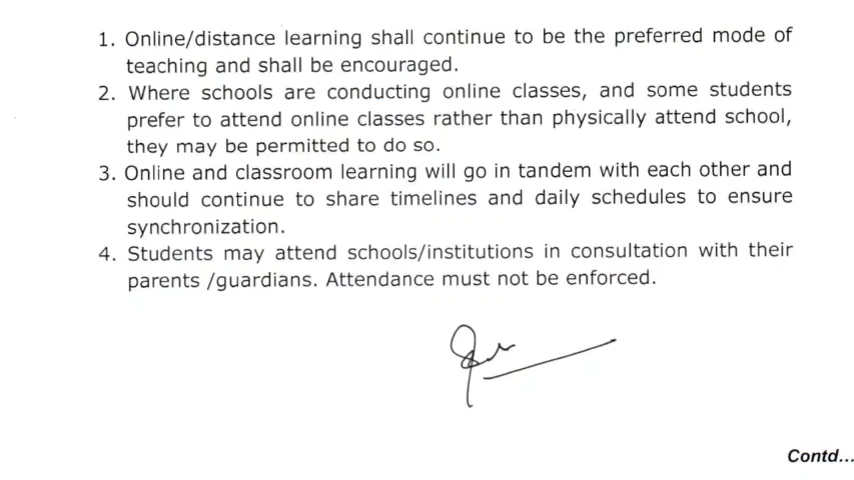 1. Online/distance learning shall continue to be the preferred mode of
teaching and shall be encouraged.
2. Where schools are conducting online classes, and some students
prefer to attend online classes rather than physically attend school,
they may be permitted to do so.
3. Online and classroom learning will go in tandem with each other and
should continue to share timelines and daily schedules to ensure
synchronization.
4. Students may attend schools/institutions in consultation with their
parents /guardians. Attendance must not be enforced.
Contd...